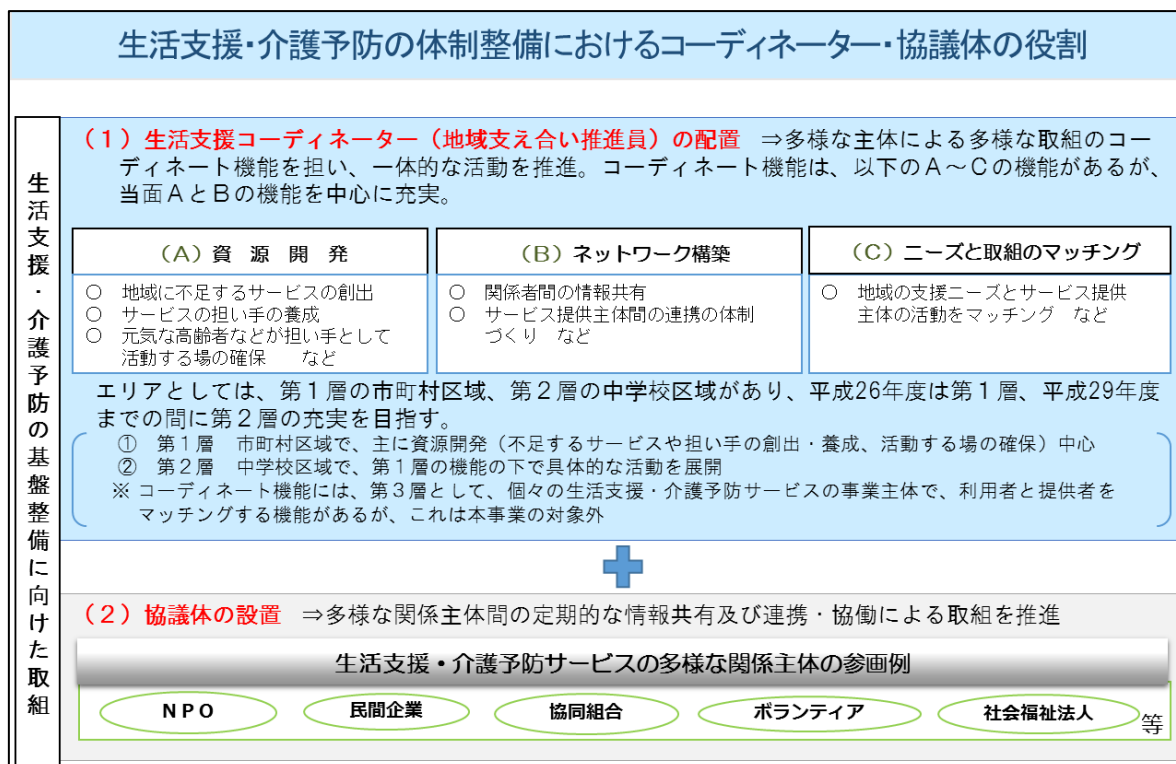 生活支援・介護予防の体制整備におけるコーディネーター・協議体の役割
生活支援・介護予防の基盤整備に向けた取組
（１）生活支援コーディネーター（地域支え合い推進員）の配置　⇒多様な主体による多様な取組のコー
ディネート機能を担い、一体的な活動を推進。コーディネート機能は、以下のＡ～Ｃの機能があるが、
当面ＡとＢの機能を中心に充実。
（A）資　源　開　発
○　地域に不足するサービスの創出
○　サービスの担い手の養成
○　元気な高齢者などが担い手として
活動する場の確保　　など
（B）ネットワーク構築
○　関係者間の情報共有
○　サービス提供主体間の連携の体制
づくり　など
（C）ニーズと取組のマッチング
○　地域の支援ニーズとサービス提供
主体の活動をマッチング　など
エリアとしては、第１層の市町村区域、第２層の中学校区域があり、平成26年度は第１層、平成29年度
までの間に第２層の充実を目指す。
①　第１層　市町村区域で、主に資源開発（不足するサービスや担い手の創出・養成、活動する場の確保）中心
②　第２層　中学校区域で、第１層の機能の下で具体的な活動を展開
※ コーディネート機能には、第３層として、個々の生活支援・介護予防サービスの事業主体で、利用者と提供者を
マッチングする機能があるが、これは本事業の対象外
（２）協議体の設置　⇒多様な関係主体間の定期的な情報共有及び連携・協働による取組を推進
生活支援・介護予防サービスの多様な関係主体の参画例
ＮＰＯ
民間企業
協同組合
ボランティア
社会福祉法人
等